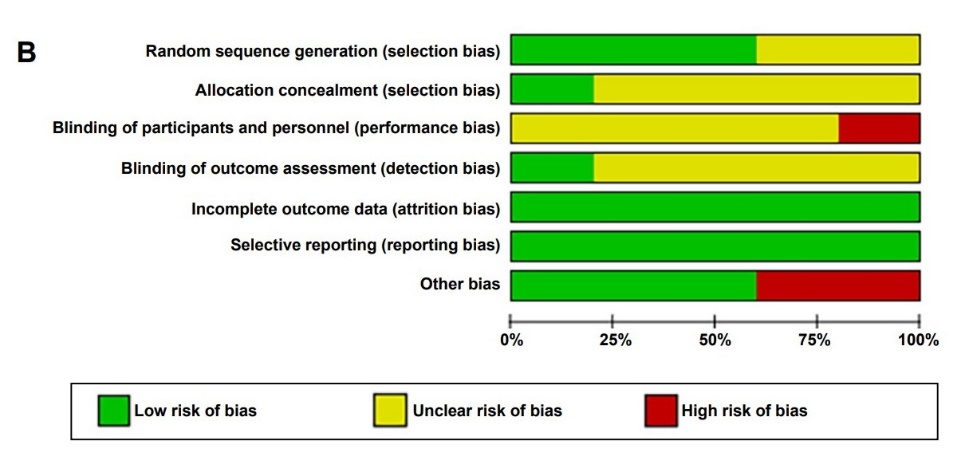 B
Random sequence generation (selection bias)
Allocation concealment (selection bias)
Blinding of participants and personnel (performance bias)
Blinding of outcome assessment (detection bias)
Incomplete outcome data (attrition bias)
Selective reporting (reporting bias)
Other bias
0% 25% 50% 75% 100%
Low risk of bias Unclear risk of bias High risk of bias